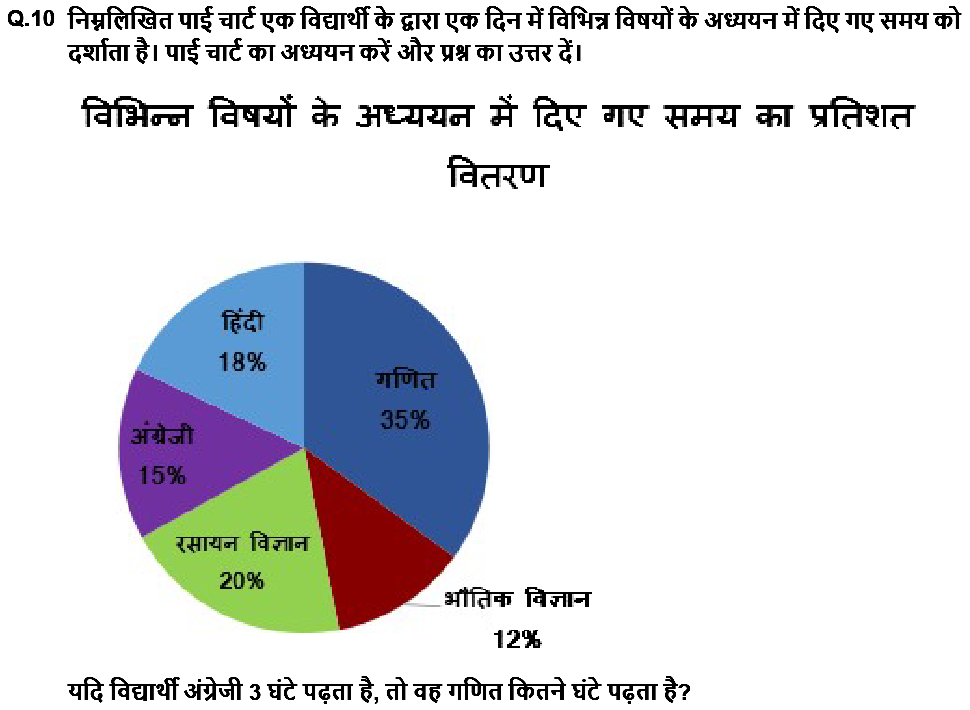 Q.10 निम्नलिखित पाई चार्ट एक विद्यार्थी के द्वारा एक दिन में विभिन्न विषयों के अध्ययन में दिए गए समय को
दर्शाता है। पाई चार्ट का अध्ययन करें और प्रश्न का उत्तर दें।
विभिन्न विषयों के अध्ययन में दिए गए समय का प्रतिशत
वितरण
हिंदी
18%
गणित
35%
अंग्रेजी
15%
रसायन विज्ञान
20%
भौतिक विज्ञान
12%
यदि विद्यार्थी अंग्रेजी 3 घंटे पढ़ता है, तो वह गणित कितने घंटे पढ़ता है?